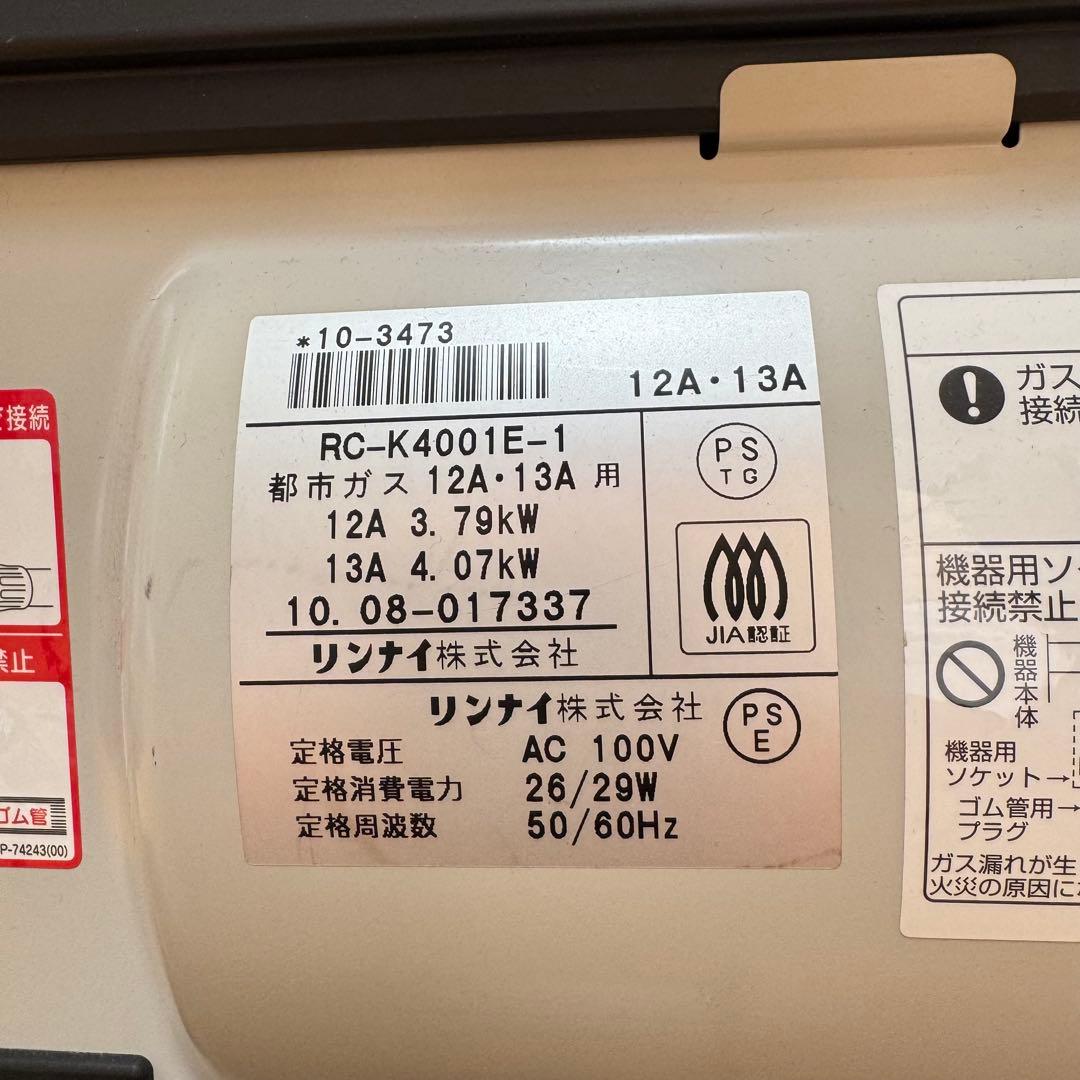 *10-3473
12A・13A
RC-K4001E-1
都市ガス 12A・13A 用
12A 3.79kW
13A 4.07kW
10.08-017337
リンナイ株式会社
PS
TG
JIA認証
リンナイ株式会社
PS
E
定格電圧 AC 100V
定格消費電力 26/29W
定格周波数 50/60Hz
接続
禁止
ゴム管
P-74243(00)
ガス
接続
機器用ソ
接続禁止
機器本体
機器用
ソケット→
ゴム管用→
プラグ
ガス漏れが生
火災の原因に